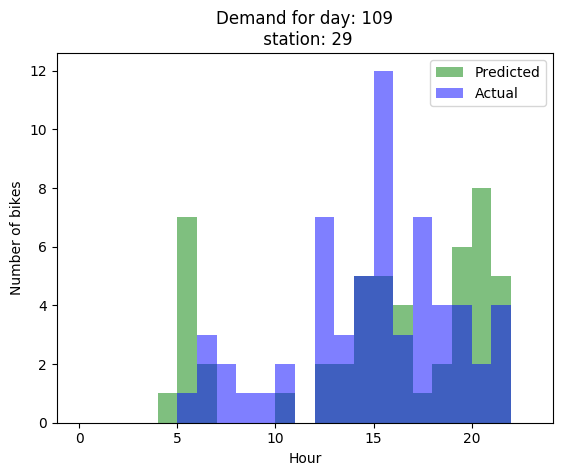 Demand for day: 109
station: 29
Predicted
Actual
Number of bikes
12
10
8
6
4
2
0
0
5
10
15
20
Hour